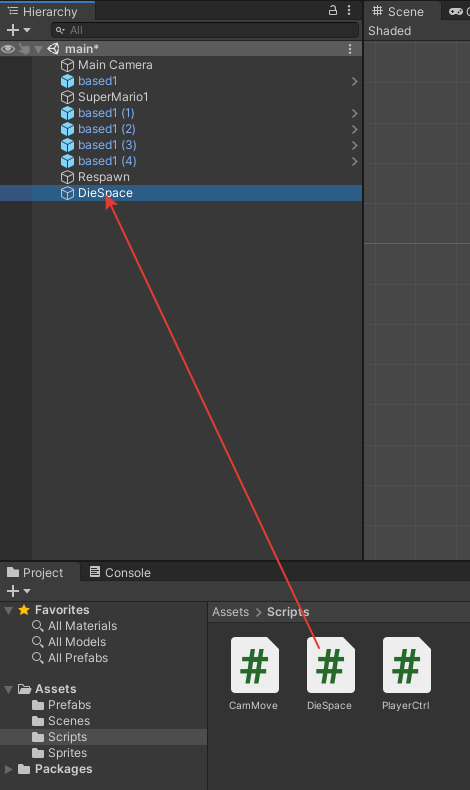 Hierarchy
Scene
All
Shaded
main*
Main Camera
based1
SuperMario1
based1 (1)
based1 (2)
based1 (3)
based1 (4)
Respawn
DieSpace
Project
Console
Favorites
All Materials
All Models
All Prefabs
Assets
Prefabs
Scenes
Scripts
Sprites
Packages
Assets > Scripts
CamMove
DieSpace
PlayerCtrl